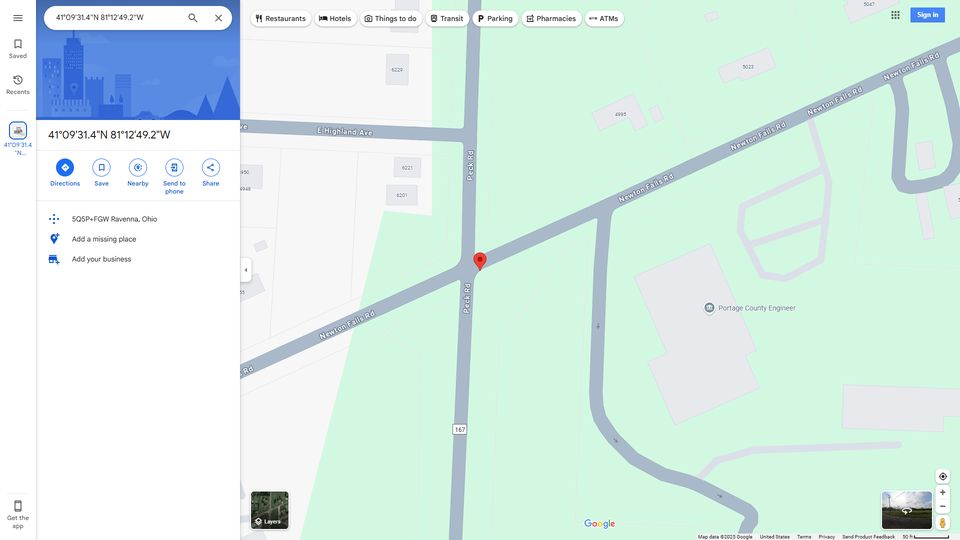 41°09'31.4"N 81°12'49.2"W
Restaurants
Hotels
Things to do
Transit
Parking
Pharmacies
ATMs
Sign in
Saved
Recents
41°09'31.4
"N...
41°09'31.4"N 81°12'49.2"W
Directions
Save
Nearby
Send to
phone
Share
5Q5P+FGW Ravenna, Ohio
Add a missing place
Add your business
Get the
app
5047
6229
5023
4995
ve
E Highland Ave
Peck Rd
Newton Falls Rd
Newton Falls Rd
Newton Falls Rd
Newton Falls Rd
4950
4948
6221
6201
Peck Rd
Newton Falls Rd
Rd
55
Portage County Engineer
167
Layers
Google
Map data ©2025 Google
United States
Terms
Privacy
Send Product Feedback
50 ft